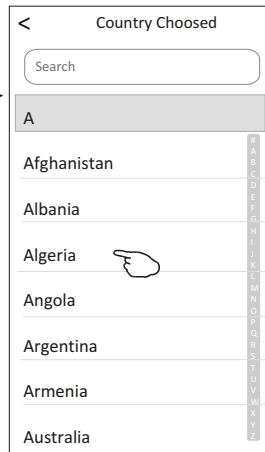 < Country Choosed
Search
A
Afghanistan
Albania
Algeria
Angola
Argentina
Armenia
Australia
#
A
B
C
D
E
F
G
H
I
J
K
L
M
N
O
P
Q
R
S
T
U
V
W
X
Y
Z